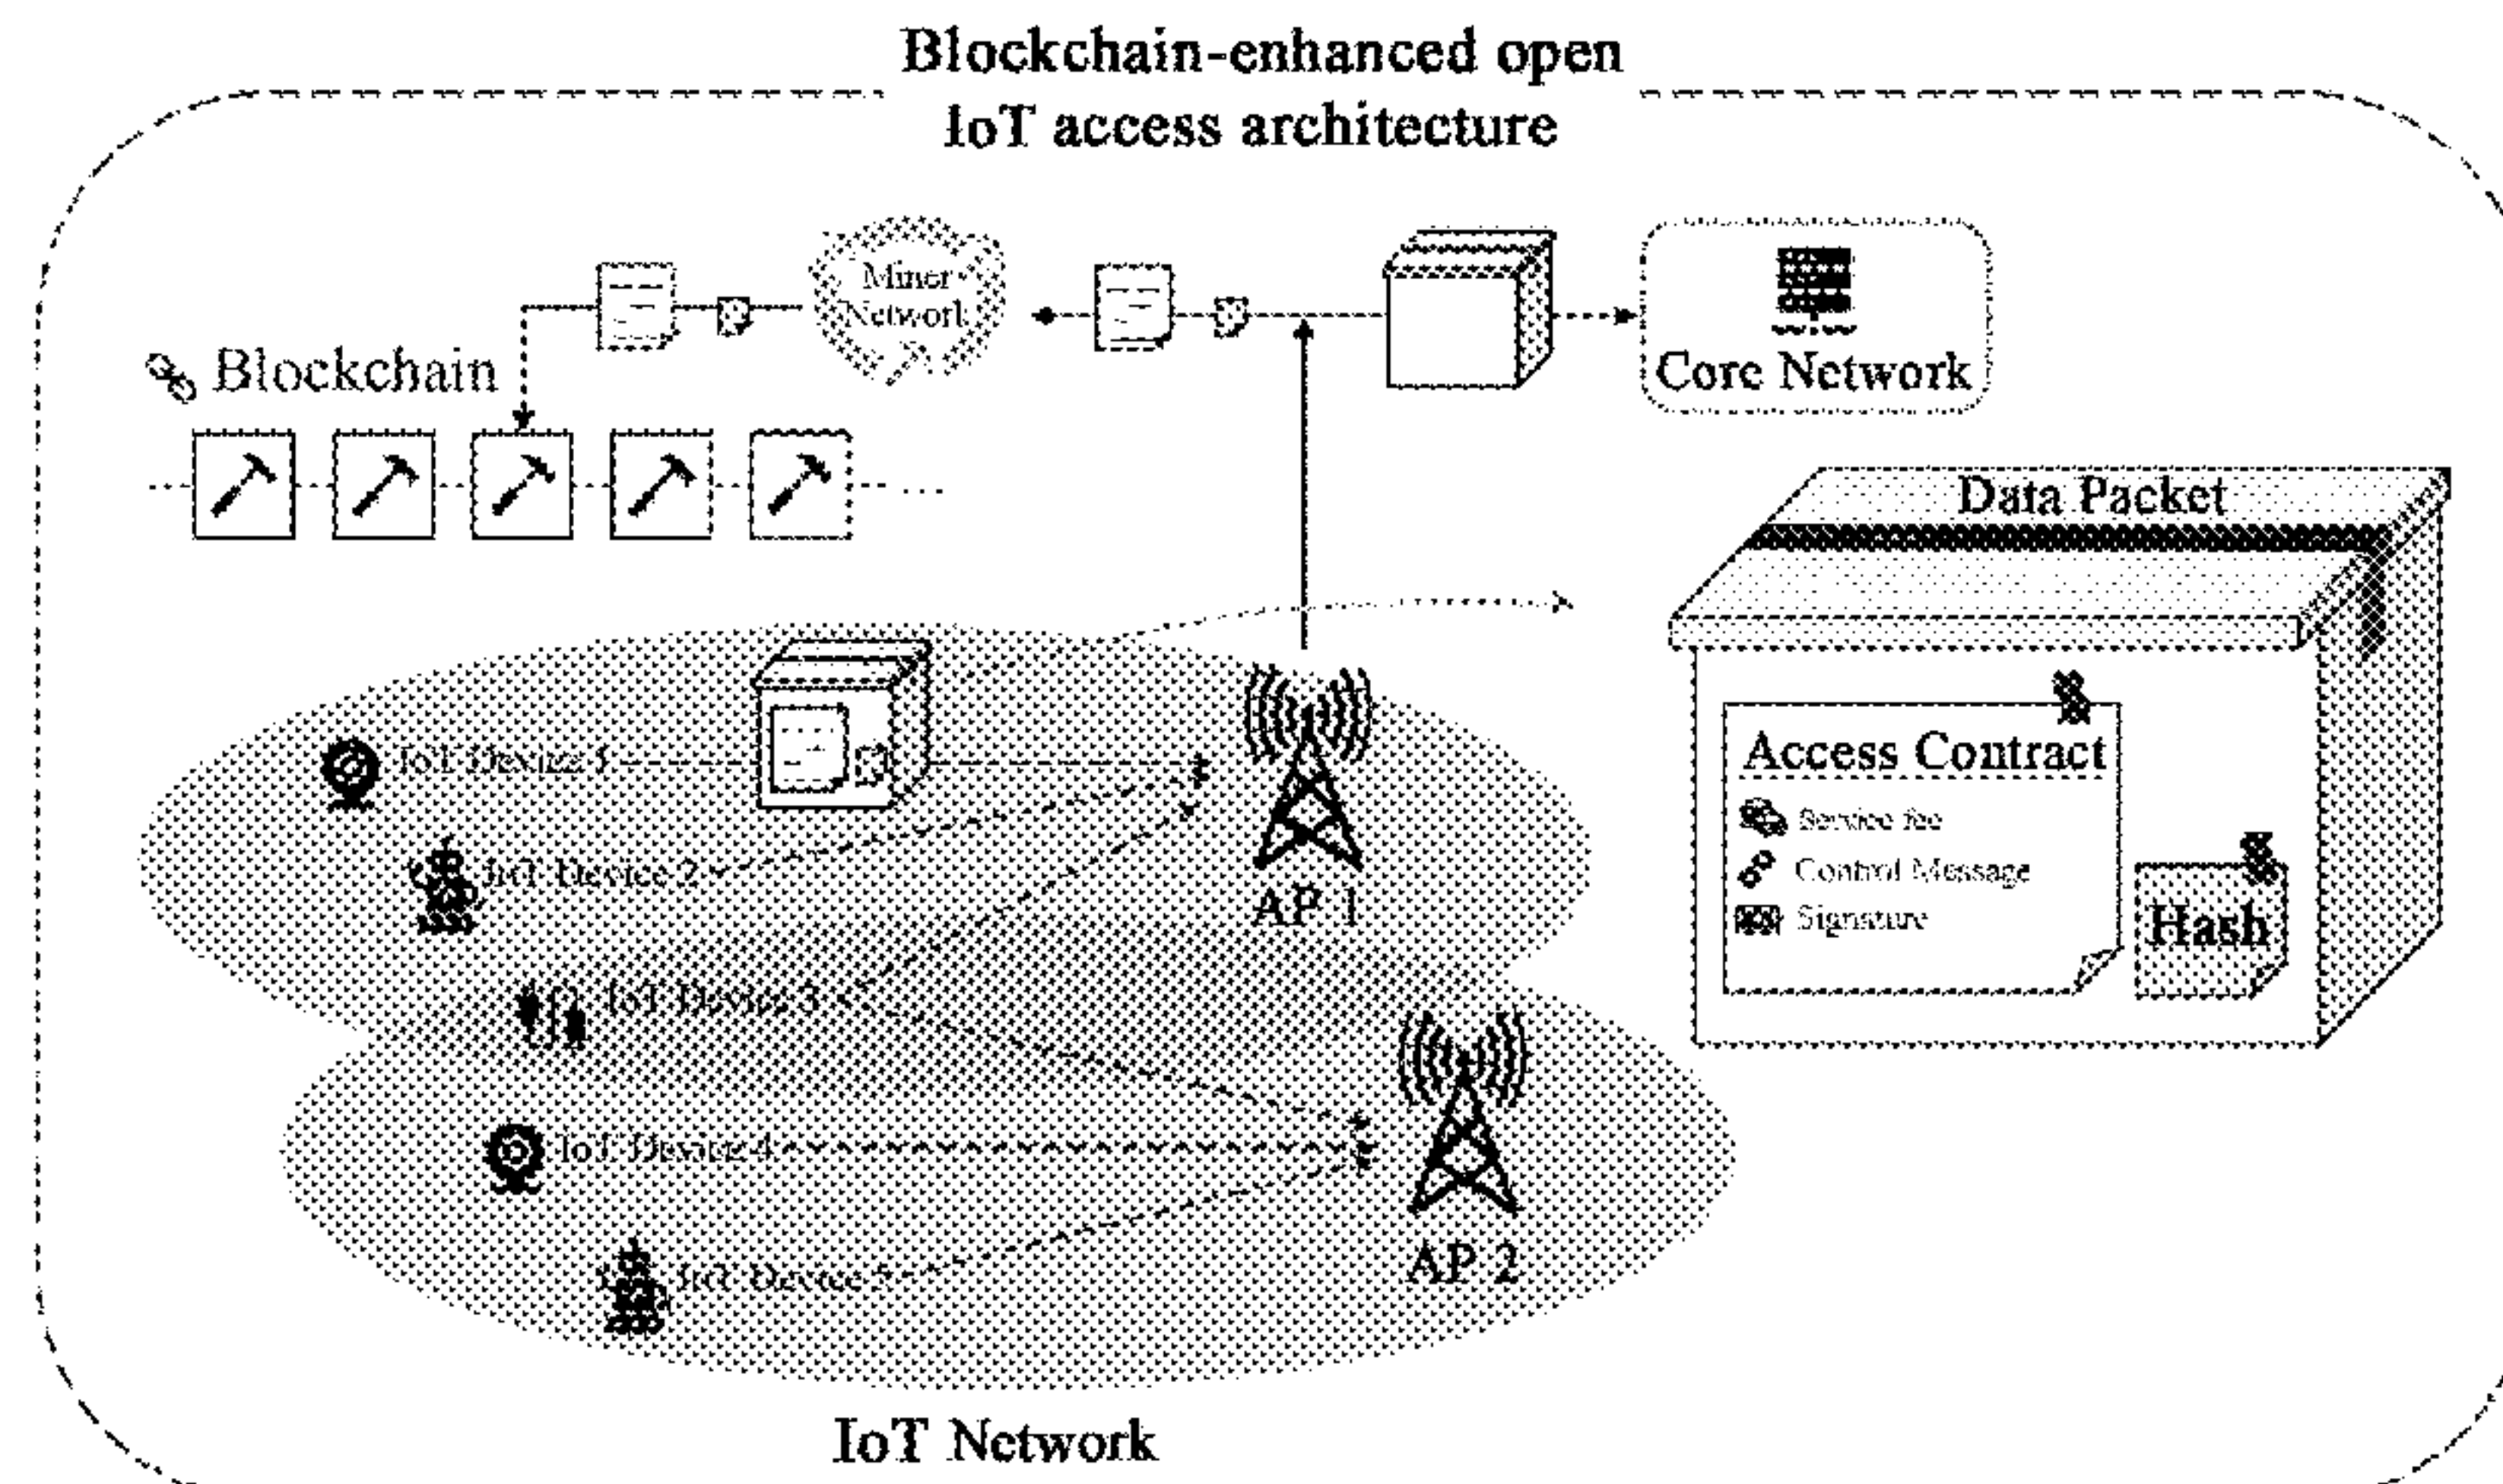 Blockchain-enhanced open
IoT access architecture
Miner
Network
Core Network
Blockchain
...
Data Packet
Access Contract
Service fee
Control Message
Signature
Hash
IoT Device 1
IoT Device 2
AP 1
IoT Device 3
IoT Device 4
AP 2
IoT Device 5
IoT Network